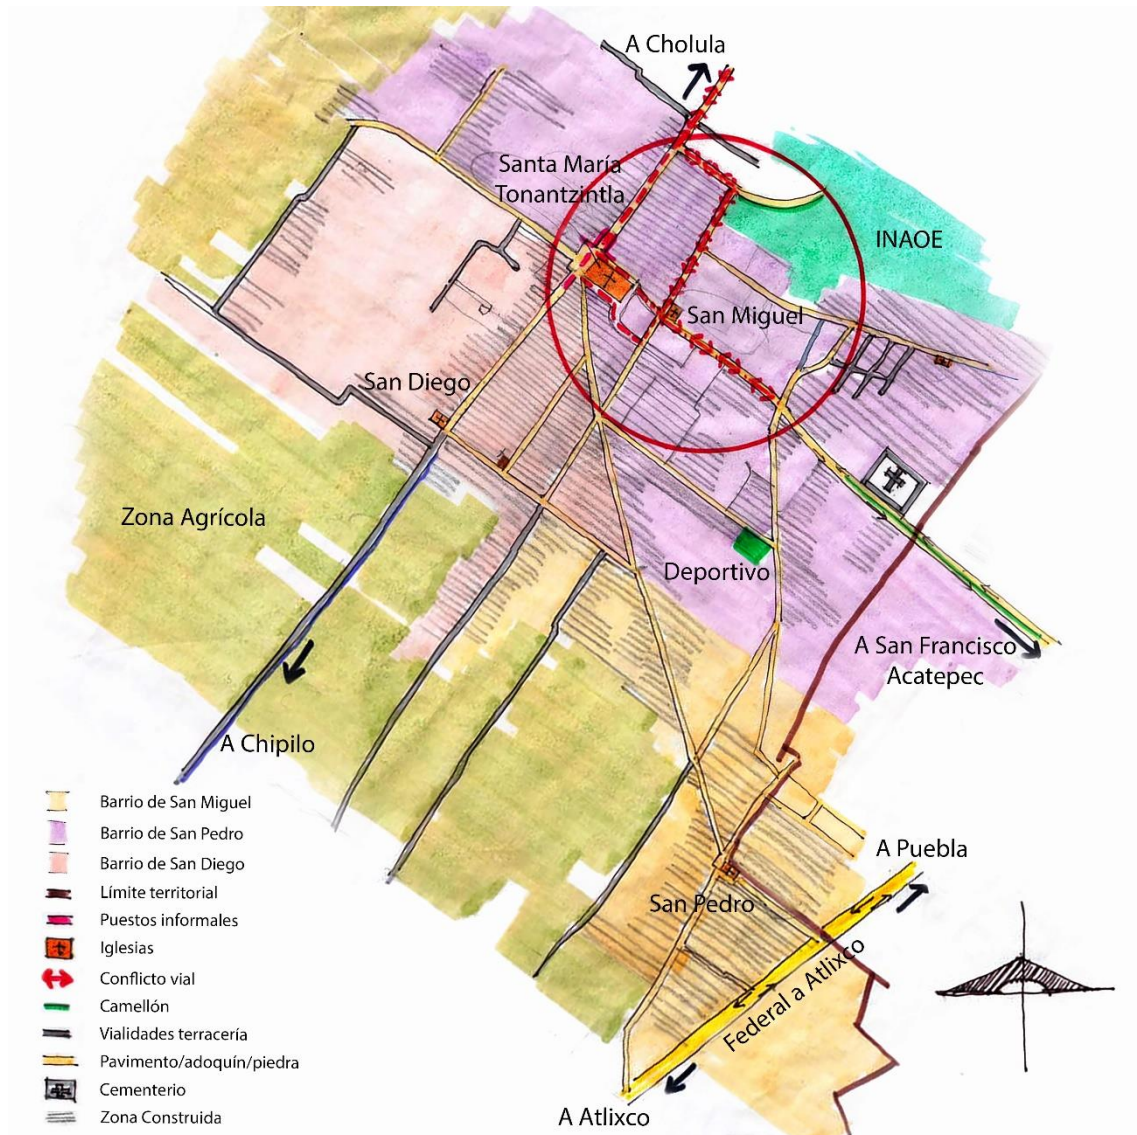 A Cholula
Santa María
Tonantzintla
INAOE
San Miguel
San Diego
Zona Agrícola
Deportivo
A San Francisco
Acatepec
A Chipilo
A Puebla
San Pedro
Federal a Atlixco
A Atlixco
Barrio de San Miguel
Barrio de San Pedro
Barrio de San Diego
Límite territorial
Puestos informales
Iglesias
Conflicto vial
Camellón
Vialidades terracería
Pavimento/adoquín/piedra
Cementerio
Zona Construida